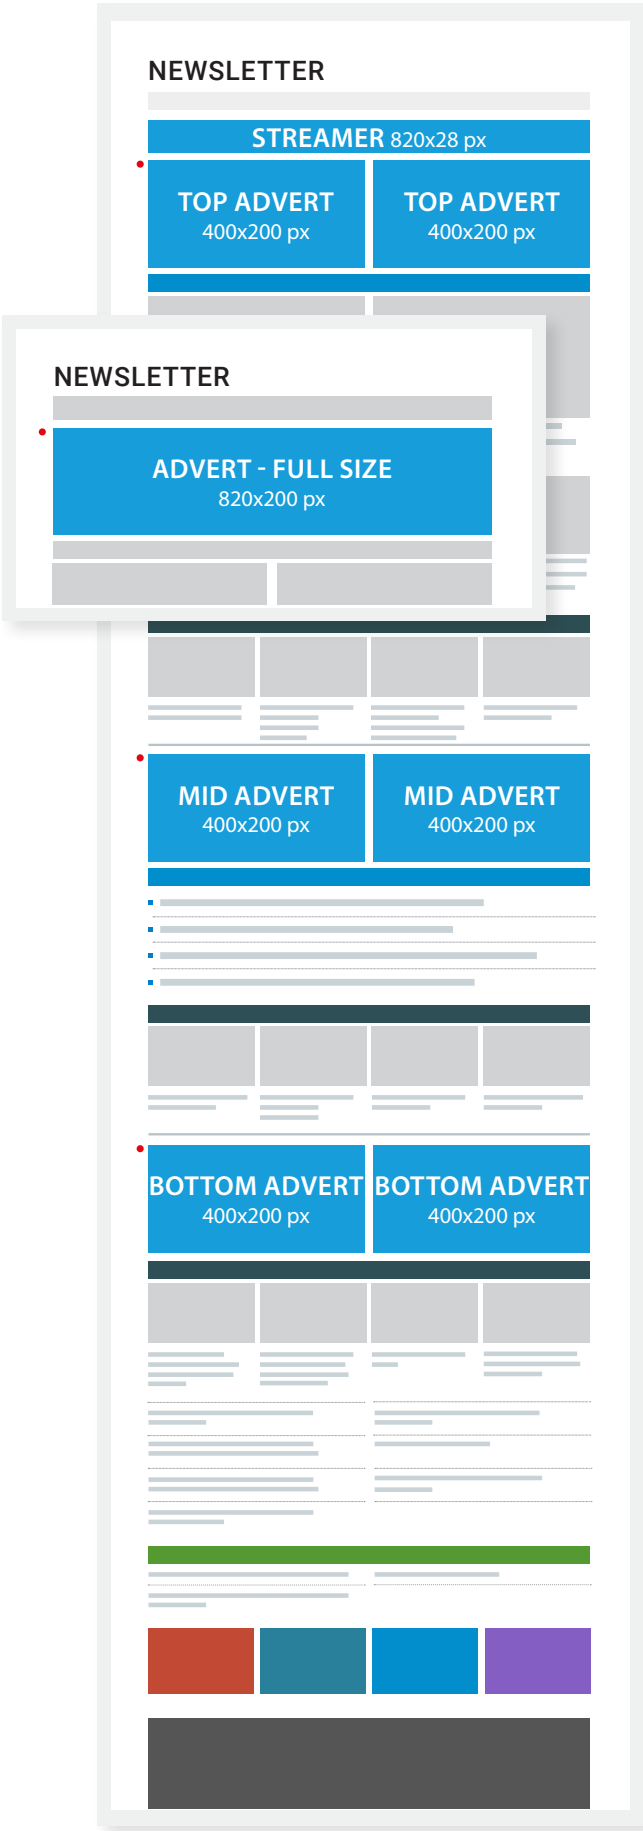 NEWSLETTER
STREAMER 820x28 px
TOP ADVERT
400x200 px
TOP ADVERT
400x200 px
NEWSLETTER
ADVERT - FULL SIZE
820x200 px
MID ADVERT
400x200 px
MID ADVERT
400x200 px
BOTTOM ADVERT
400x200 px
BOTTOM ADVERT
400x200 px